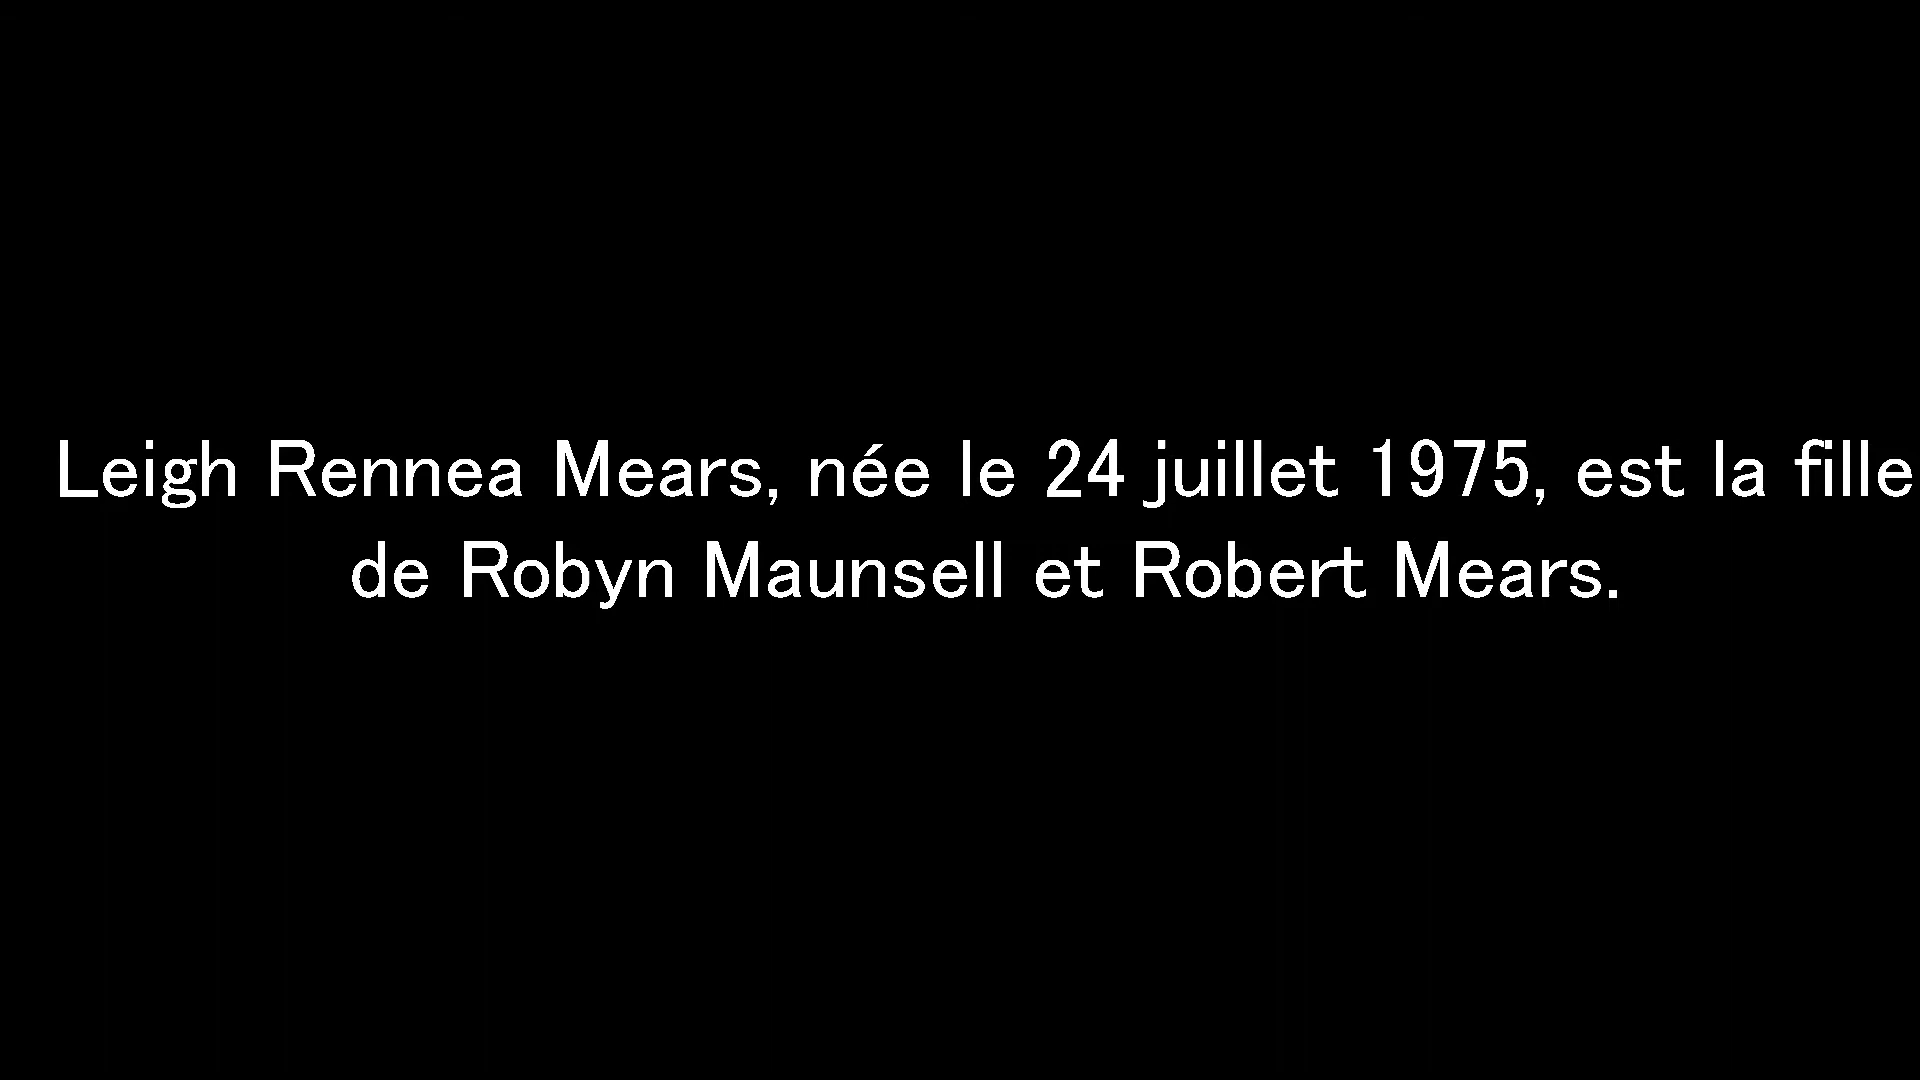 Leigh Rennea Mears, née le 24 juillet 1975, est la fille
de Robyn Maunsell et Robert Mears.